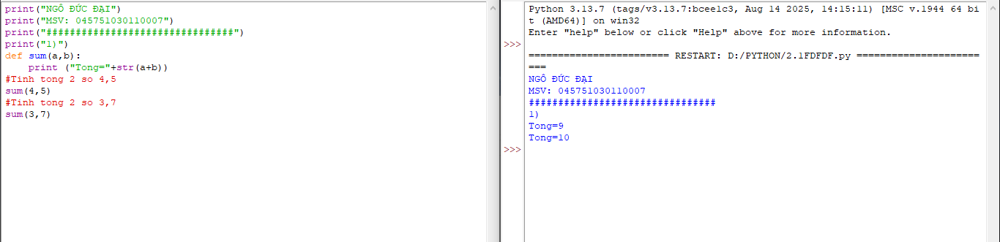 print("NGÔ ĐỨC ĐẠI")
print("MSV: 045751030110007")
print("################################")
print("1)")
def sum(a,b):
    print ("Tong="+str(a+b))
#Tinh tong 2 so 4,5
sum(4,5)
#Tinh tong 2 so 3,7
sum(3,7)
Python 3.13.7 (tags/v3.13.7:bcee1c3, Aug 14 2025, 14:15:11) [MSC v.1944 64 bi
t (AMD64)] on win32
Enter "help" below or click "Help" above for more information.
>>>
======================== RESTART: D:/PYTHON/2.1FDFDF.py =====================
===
NGÔ ĐỨC ĐẠI
MSV: 045751030110007
################################
1)
Tong=9
Tong=10
>>>